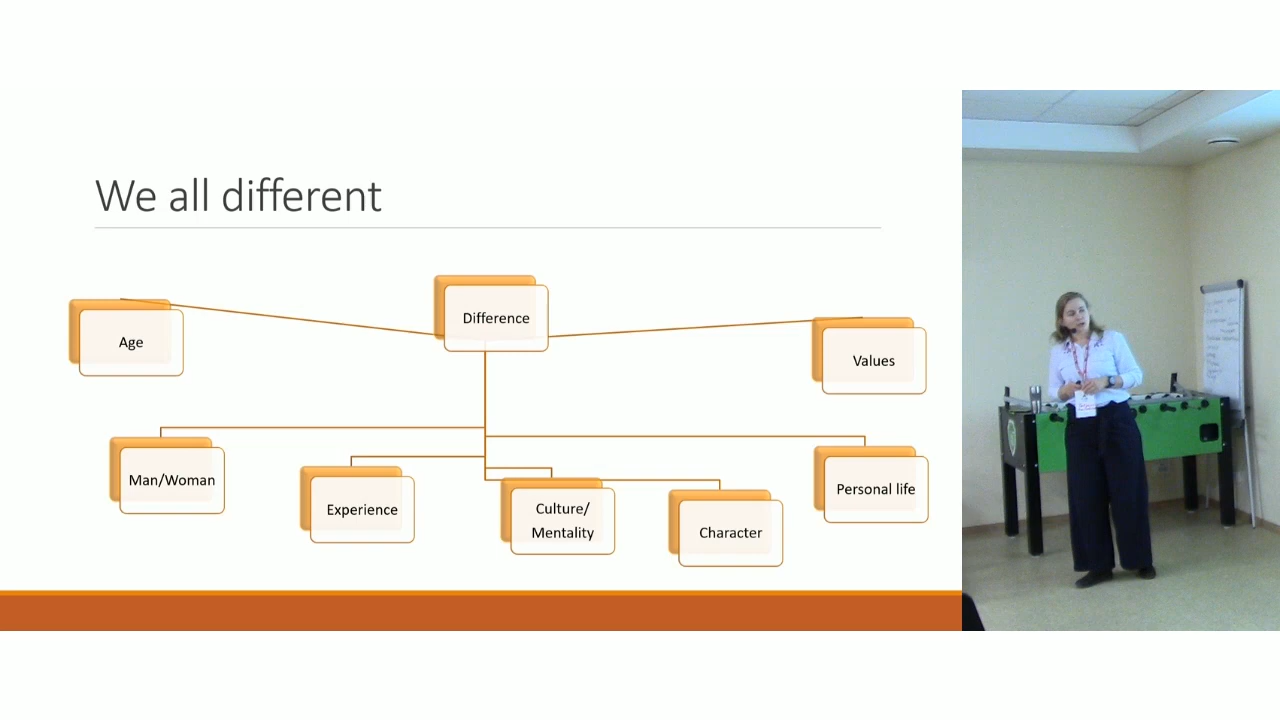 We all different
Difference
Age
Values
Man/Woman
Experience
Culture/
Mentality
Character
Personal life